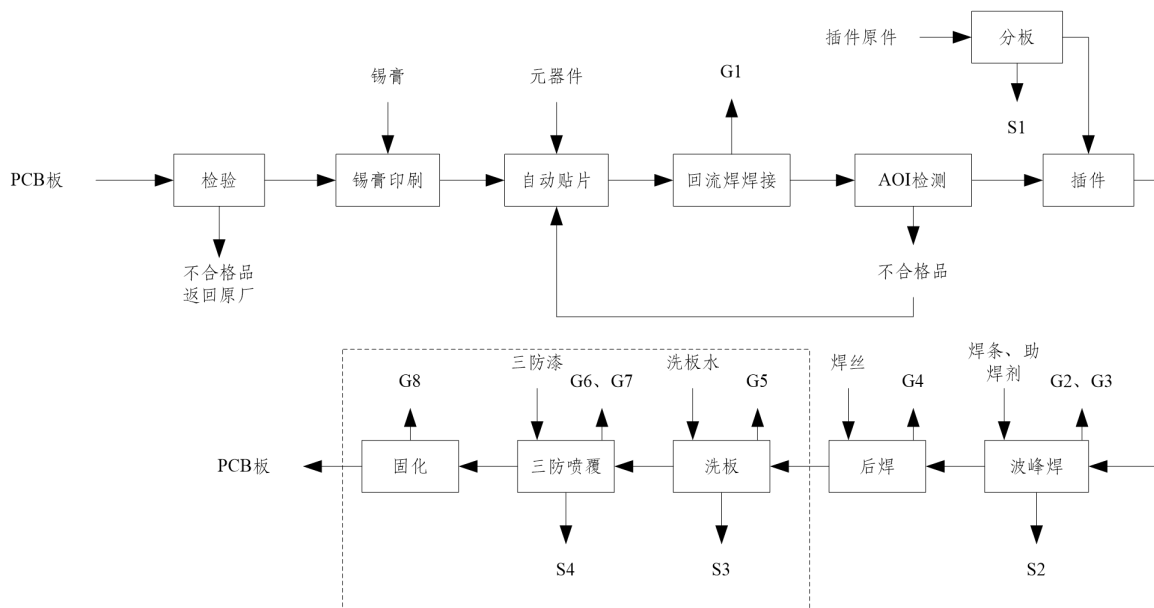 插件原件
分板
S1
锡膏
元器件
G1
PCB板
检验
锡膏印刷
自动贴片
回流焊焊接
AOI检测
插件
不合格品
返回原厂
不合格品
三防漆
洗板水
焊丝
焊条、助
焊剂
G8
G6、G7
G5
G4
G2、G3
PCB板
固化
三防喷覆
洗板
后焊
波峰焊
S4
S3
S2